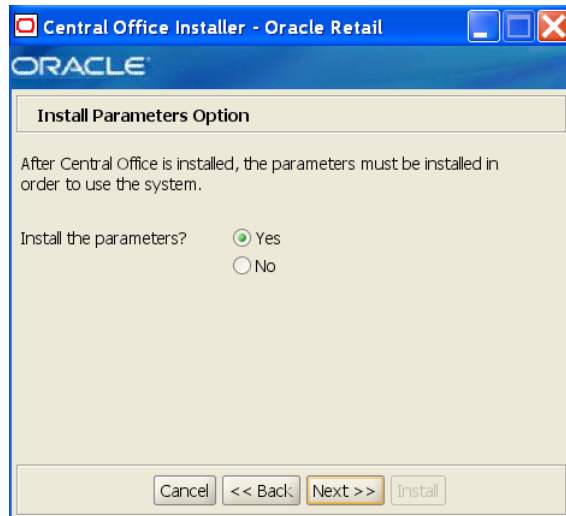 Central Office Installer - Oracle Retail
ORACLE
Install Parameters Option
After Central Office is installed, the parameters must be installed in
order to use the system.
Install the parameters? Yes
No
Cancel << Back Next >> Install